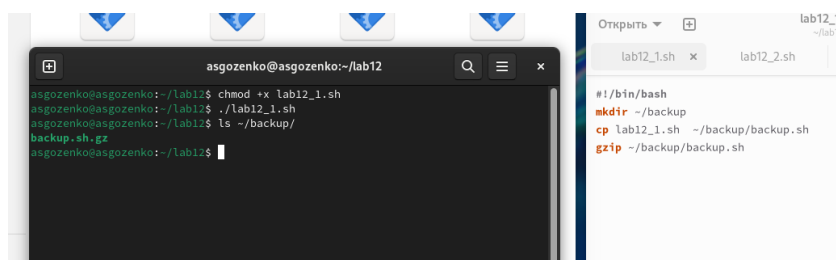 asgozenko@asgozenko:~/lab12
asgozenko@asgozenko:~/lab12$ chmod +x lab12_1.sh
asgozenko@asgozenko:~/lab12$ ./lab12_1.sh
asgozenko@asgozenko:~/lab12$ ls ~/backup/
backup.sh.gz
asgozenko@asgozenko:~/lab12$
Открыть
lab12_
~/lab
lab12_1.sh × lab12_2.sh
#!/bin/bash
mkdir ~/backup
cp lab12_1.sh ~/backup/backup.sh
gzip ~/backup/backup.sh